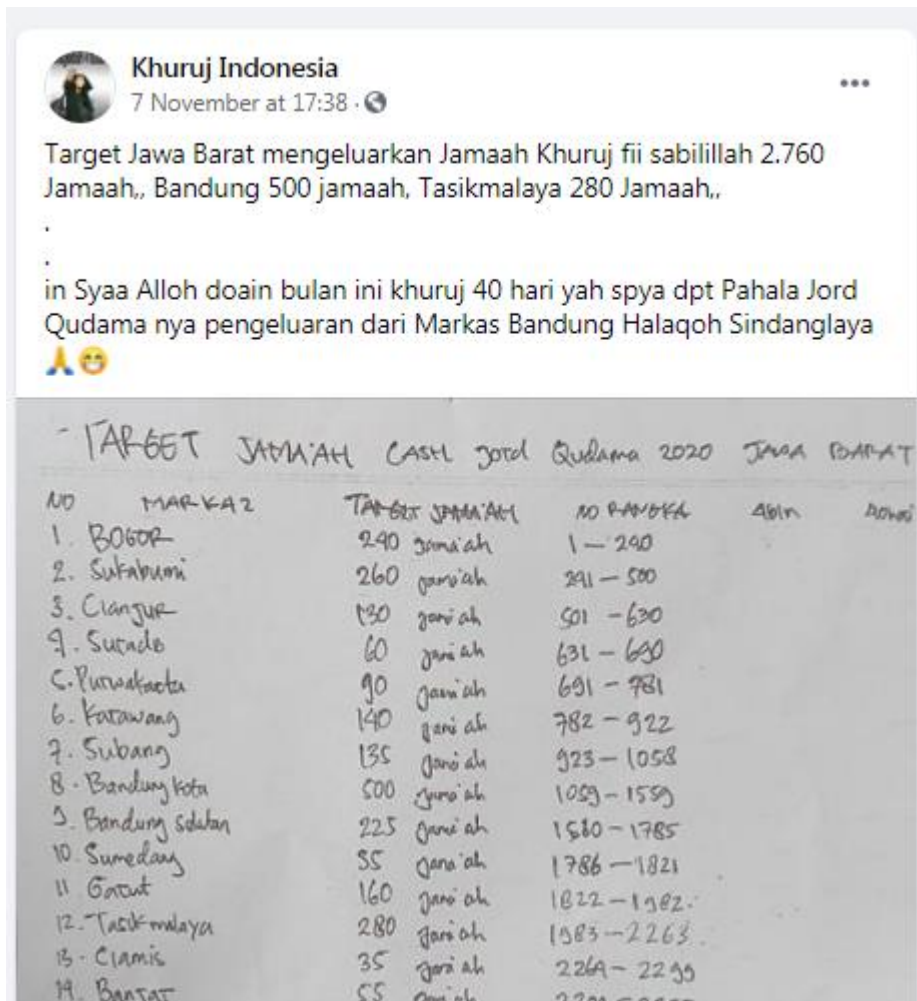 Khuruj Indonesia
7 November at 17:38 ·
Target Jawa Barat mengeluarkan Jamaah Khuruj fii sabilillah 2.760
Jamaah,, Bandung 500 jamaah, Tasikmalaya 280 Jamaah,,
.
.
in Syaa Alloh doain bulan ini khuruj 40 hari yah spya dpt Pahala Jord
Qudama nya pengeluaran dari Markas Bandung Halaqoh Sindanglaya
🙏😁
- TARGET JAMA'AH CASH Jord Qudama 2020 JAWA BARAT
NO MARKAZ TARGET JAMA'AH NO RANGKA
1. BOGOR 240 jama'ah 1 - 240
2. Sukabumi 260 jama'ah 241 - 500
3. Cianjur 130 jama'ah 501 - 630
4. Surade 60 jama'ah 631 - 690
5. Purwakarta 90 jama'ah 691 - 781
6. Karawang 140 jama'ah 782 - 922
7. Subang 135 jama'ah 923 - 1058
8. Bandung Kota 500 jama'ah 1059 - 1559
9. Bandung Selatan 225 jama'ah 1560 - 1785
10. Sumedang 35 jama'ah 1786 - 1821
11 Garut 160 jama'ah 1822 - 1982
12. Tasikmalaya 280 jama'ah 1983 - 2263
13. Ciamis 35 jama'ah 2264 - 2299
14. Banjar 55